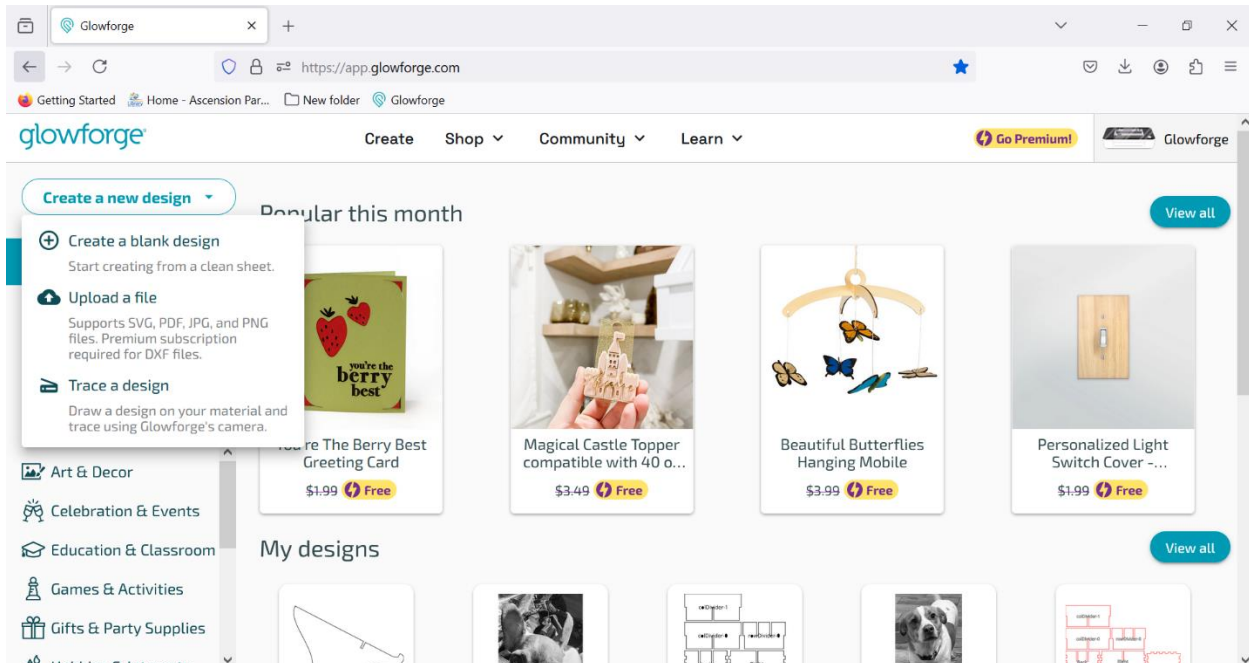 Glowforge
https://app.glowforge.com
Getting Started Home - Ascension Par... New folder Glowforge
glowforge
Create Shop Community Learn Go Premium! Glowforge
Create a new design
Create a blank design
Start creating from a clean sheet.
Upload a file
Supports SVG, PDF, JPG, and PNG
files. Premium subscription
required for DXF files.
Trace a design
Draw a design on your material and
trace using Glowforge's camera.
Art & Decor
Celebration & Events
Education & Classroom
Games & Activities
Gifts & Party Supplies
Popular this month
View all
you're the
berry
best
You're The Berry Best
Greeting Card
$1.99 Free
Magical Castle Topper
compatible with 40 o...
$3.49 Free
Beautiful Butterflies
Hanging Mobile
$3.99 Free
Personalized Light
Switch Cover -...
$1.99 Free
My designs
View all